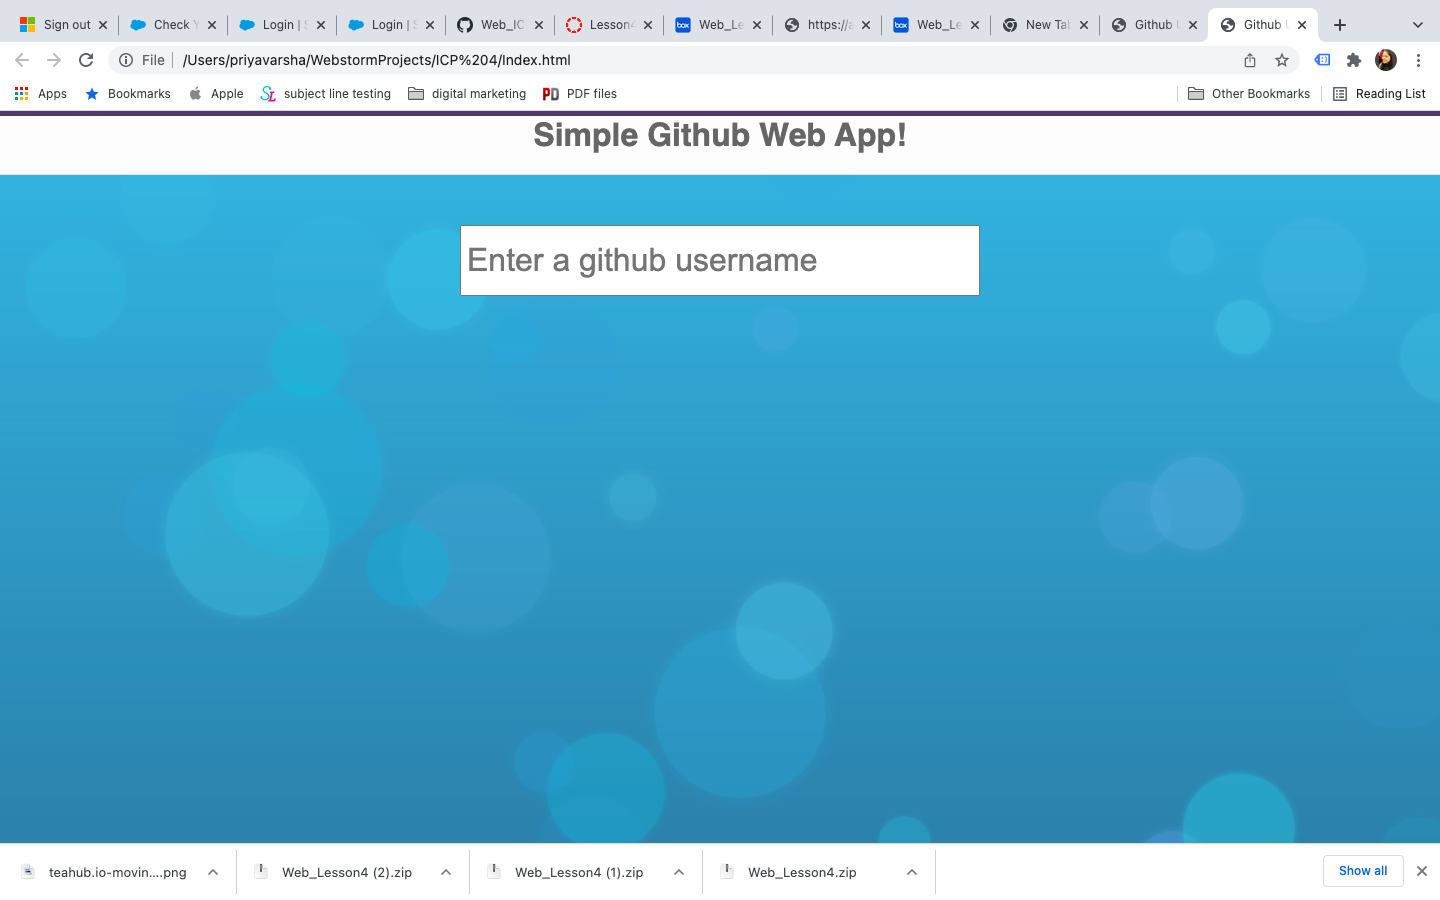 Sign out
Check Y
Login | S
Login | S
Web_IC
Lesson4
Web_Le
https://a
Web_Le
New Tab
Github U
Github U
File /Users/priyavarsha/WebstormProjects/ICP%204/Index.html
Apps Bookmarks Apple subject line testing digital marketing PDF files Other Bookmarks Reading List
Simple Github Web App!
Enter a github username
teahub.io-movin....png
Web_Lesson4 (2).zip
Web_Lesson4 (1).zip
Web_Lesson4.zip
Show all